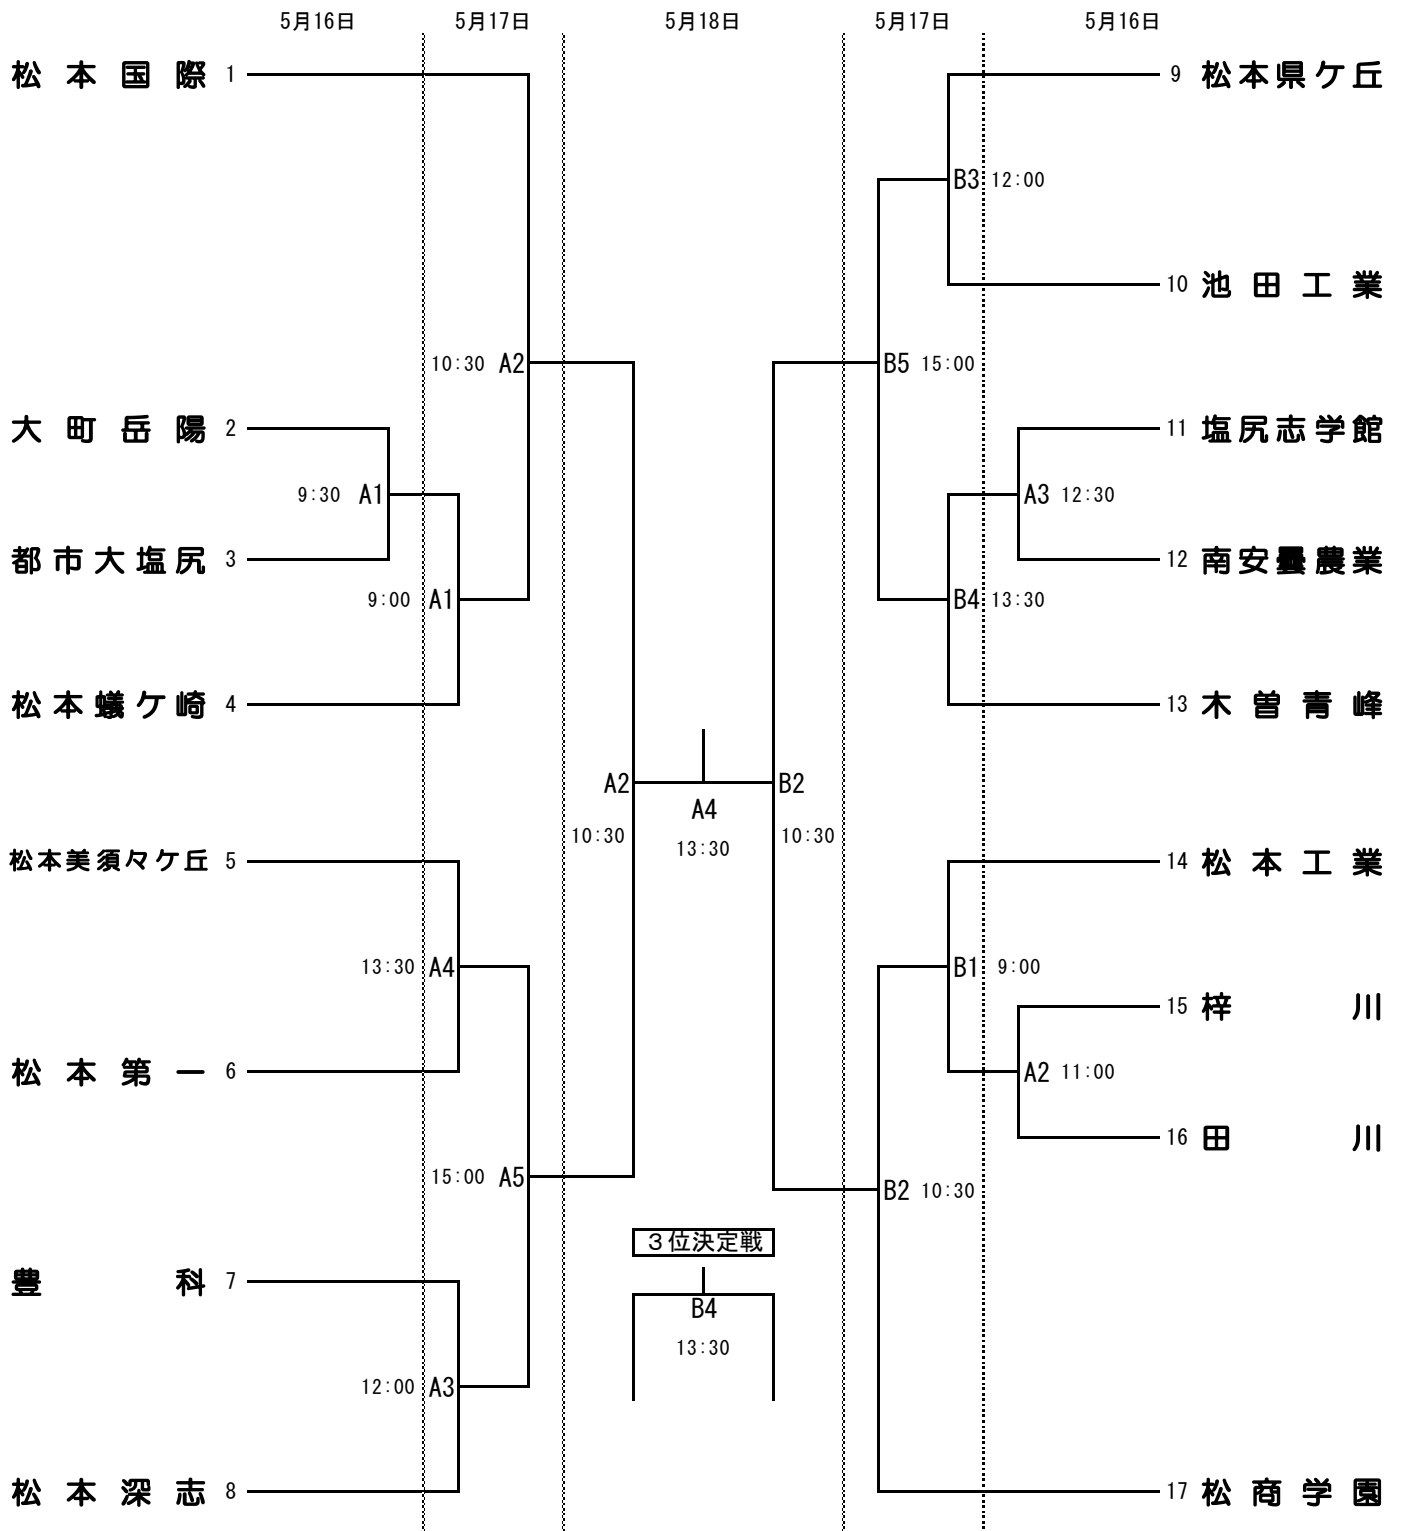 5月16日 5月17日 5月18日 5月17日 5月16日
松本国際 1 9 松本県ケ丘
B3 12:00
10 池田工業
10:30 A2 B5 15:00
大町岳陽 2 11 塩尻志学館
9:30 A1 A3 12:30
都市大塩尻 3 12 南安曇農業
9:00 A1 B4 13:30
松本蟻ケ崎 4 13 木曽青峰
A2 B2
A4
10:30 10:30
13:30
松本美須々ケ丘 5 14 松本工業
13:30 A4 B1 9:00
15 梓川
松本第一 6 A2 11:00
16 田川
15:00 A5 B2 10:30
3位決定戦
豊科 7
B4
13:30
12:00 A3
松本深志 8 17 松商学園